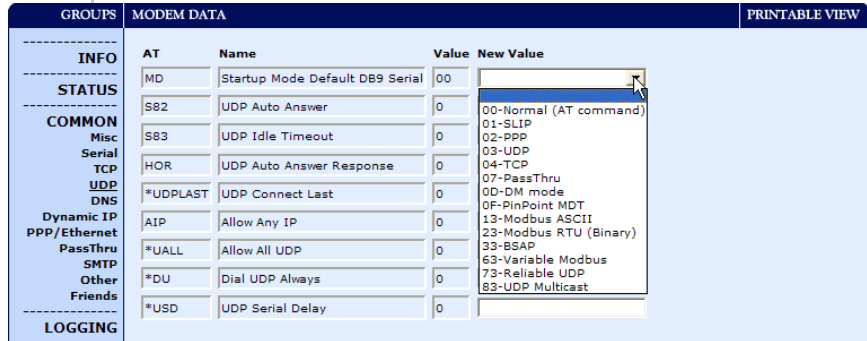 GROUPS MODEM DATA PRINTABLE VIEW
INFO
STATUS
COMMON
Misc
Serial
TCP
UDP
DNS
Dynamic IP
PPP/Ethernet
PassThru
SMTP
Other
Friends
LOGGING
AT Name Value New Value
MD Startup Mode Default DB9 Serial 00
S82 UDP Auto Answer 0
S83 UDP Idle Timeout 0
HOR UDP Auto Answer Response 0
*UDPLAST UDP Connect Last 0
AIP Allow Any IP 0
*UALL Allow All UDP 0
*DU Dial UDP Always 0
*USD UDP Serial Delay 0
00-Normal (AT command)
01-SLIP
02-PPP
03-UDP
04-TCP
07-PassThru
0D-DM mode
0F-PinPoint MDT
13-Modbus ASCII
23-Modbus RTU (Binary)
33-BSAP
63-Variable Modbus
73-Reliable UDP
83-UDP Multicast